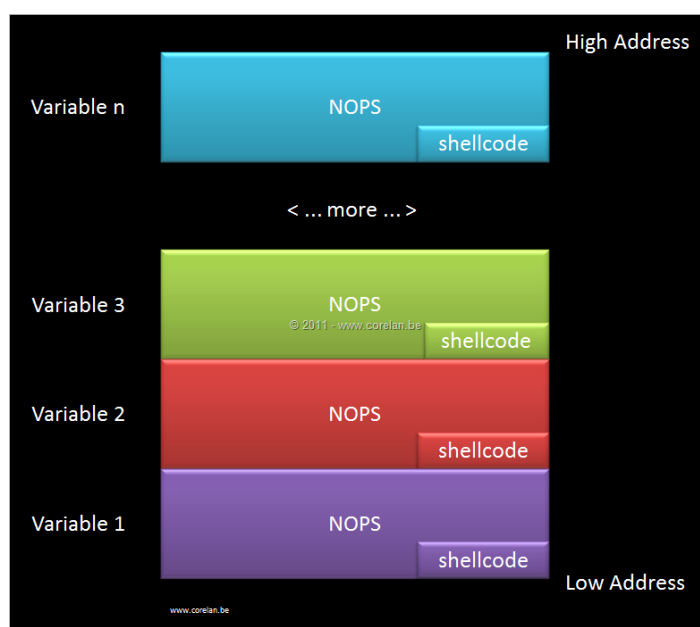 High Address
Variable n
NOPS
shellcode
< ... more ... >
Variable 3
NOPS
© 2011 - www.corelan.be
shellcode
Variable 2
NOPS
shellcode
Variable 1
NOPS
shellcode
Low Address
www.corelan.be